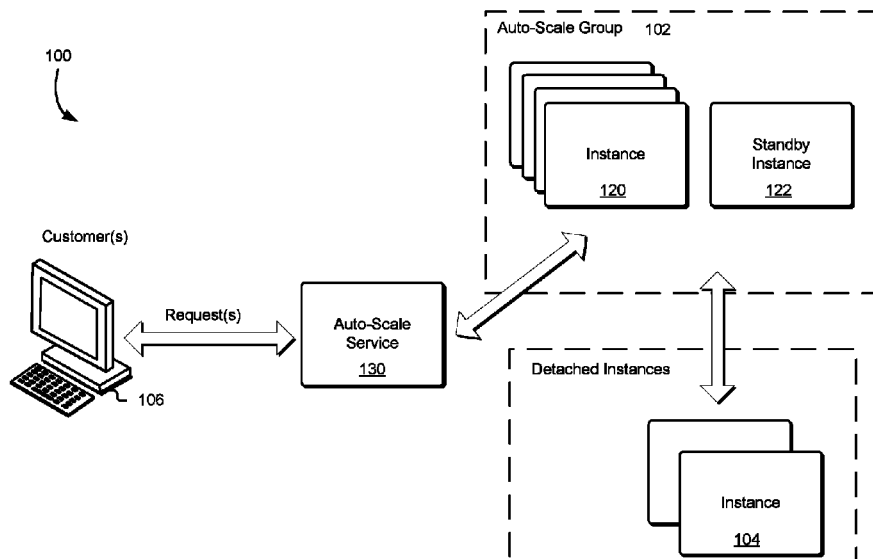 Auto-Scale Group 102
100
Instance
120
Standby
Instance
122
Customer(s)
Request(s)
Auto-Scale
Service
130
106
Detached Instances
Instance
104